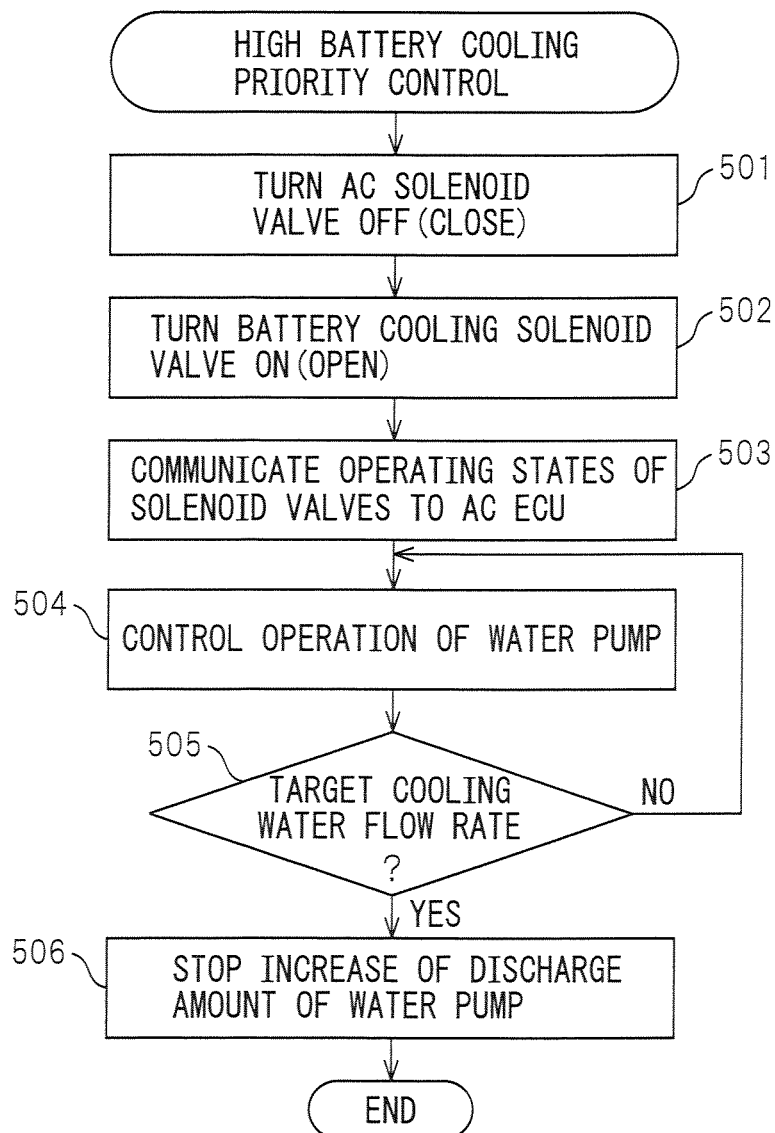 HIGH BATTERY COOLING
PRIORITY CONTROL
501
TURN AC SOLENOID
VALVE OFF(CLOSE)
502
TURN BATTERY COOLING SOLENOID
VALVE ON(OPEN)
503
COMMUNICATE OPERATING STATES OF
SOLENOID VALVES TO AC ECU
504
CONTROL OPERATION OF WATER PUMP
505
TARGET COOLING
WATER FLOW RATE
?
NO
YES
506
STOP INCREASE OF DISCHARGE
AMOUNT OF WATER PUMP
END